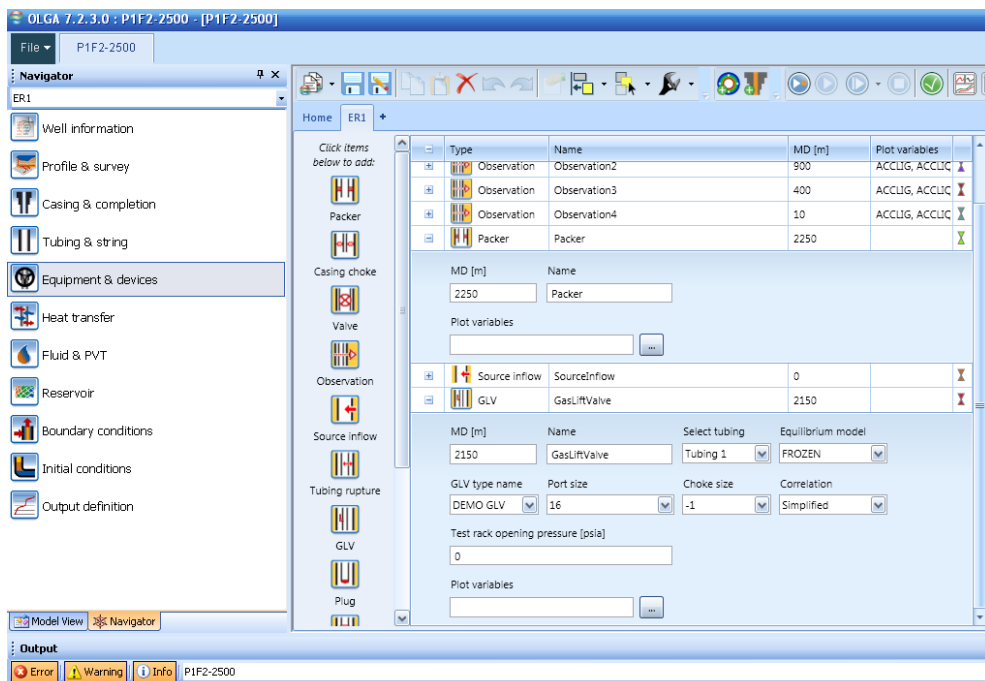 OLGA 7.2.3.0 : P1F2-2500 - [P1F2-2500]
File P1F2-2500
Navigator
ER1
Well information
Profile & survey
Casing & completion
Tubing & string
Equipment & devices
Heat transfer
Fluid & PVT
Reservoir
Boundary conditions
Initial conditions
Output definition
Model View Navigator
Home ER1 +
Click items
below to add:
Packer
Casing choke
Valve
Observation
Source inflow
Tubing rupture
GLV
Plug
Type Name MD [m] Plot variables
Observation Observation2 900 ACCLIG, ACCLIQ
Observation Observation3 400 ACCLIG, ACCLIQ
Observation Observation4 10 ACCLIG, ACCLIQ
Packer Packer 2250
MD [m] Name
2250 Packer
Plot variables
...
Source inflow SourceInflow 0
GLV GasLiftValve 2150
MD [m] Name Select tubing Equilibrium model
2150 GasLiftValve Tubing 1 FROZEN
GLV type name Port size Choke size Correlation
DEMO GLV 16 -1 Simplified
Test rack opening pressure [psia]
0
Plot variables
...
Output
Error Warning Info P1F2-2500